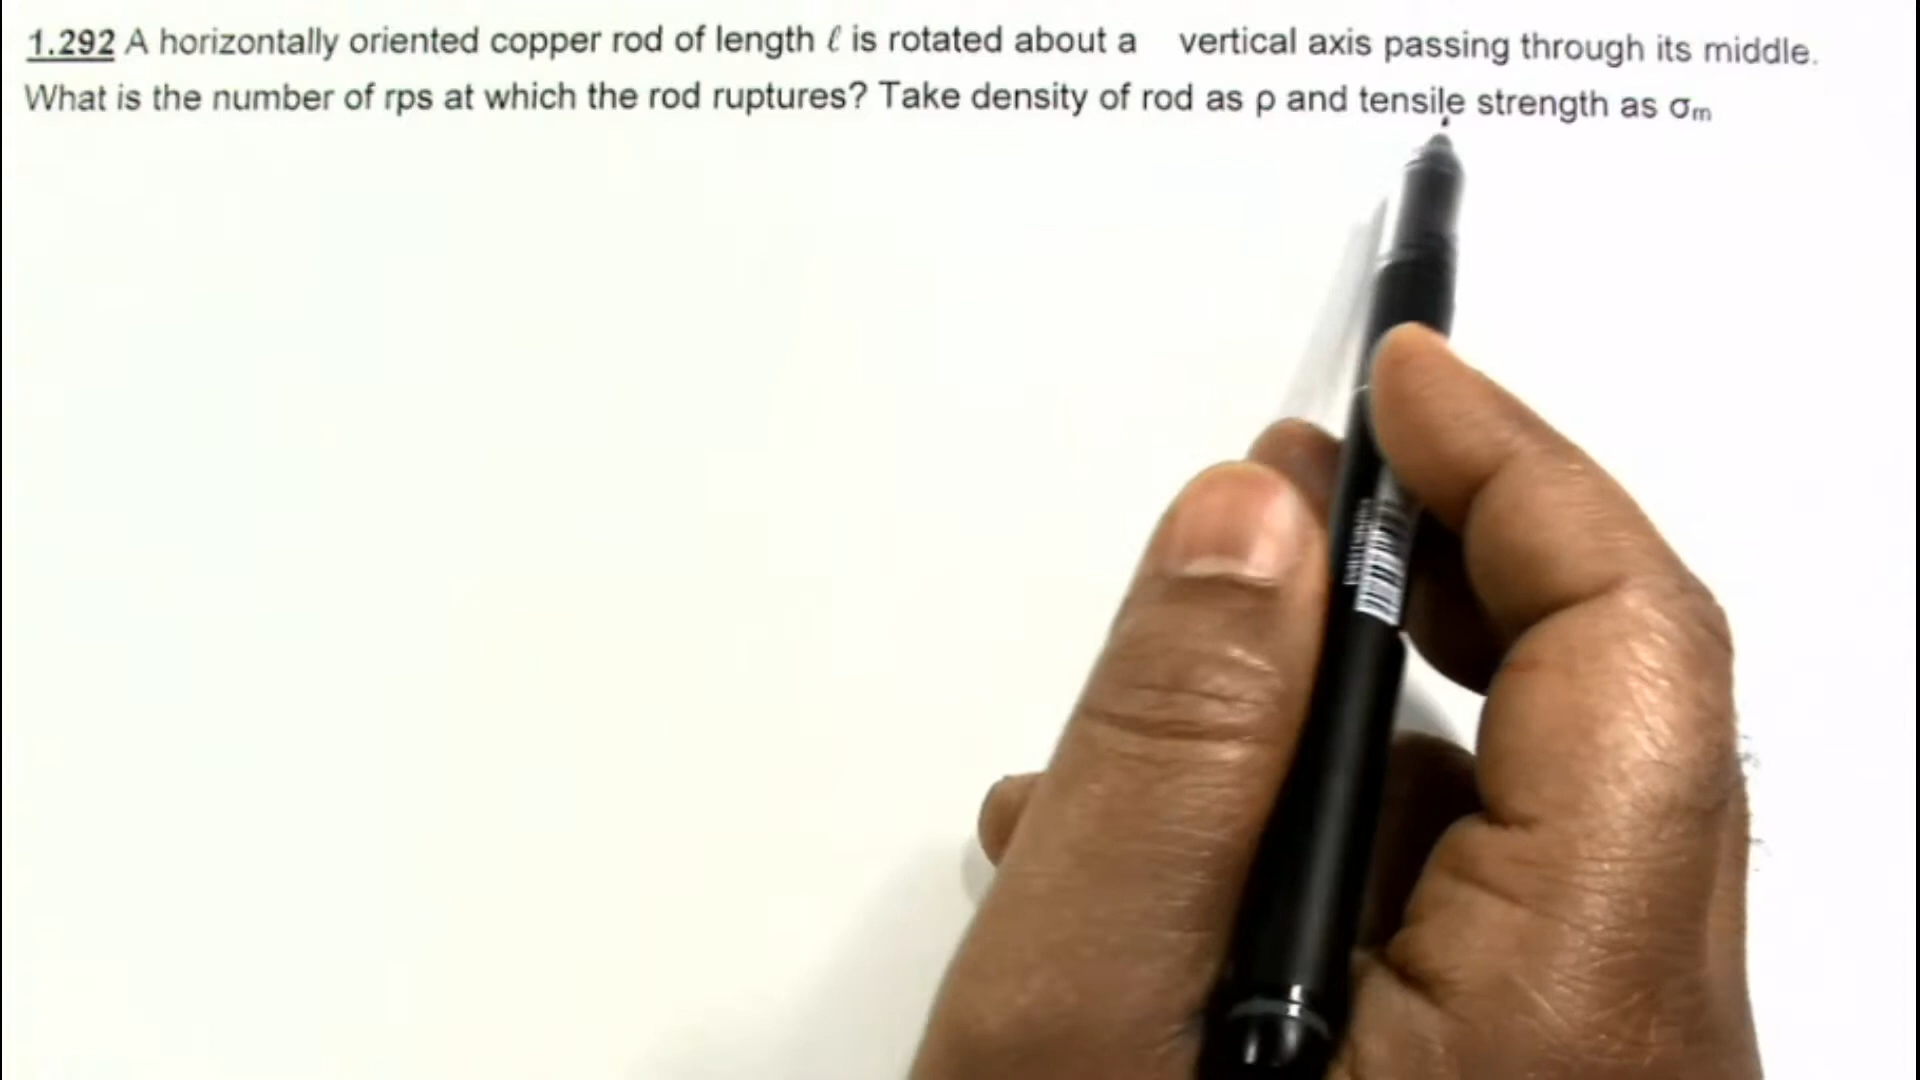 1.292 A horizontally oriented copper rod of length ℓ is rotated about a vertical axis passing through its middle.
What is the number of rps at which the rod ruptures? Take density of rod as ρ and tensile strength as σm